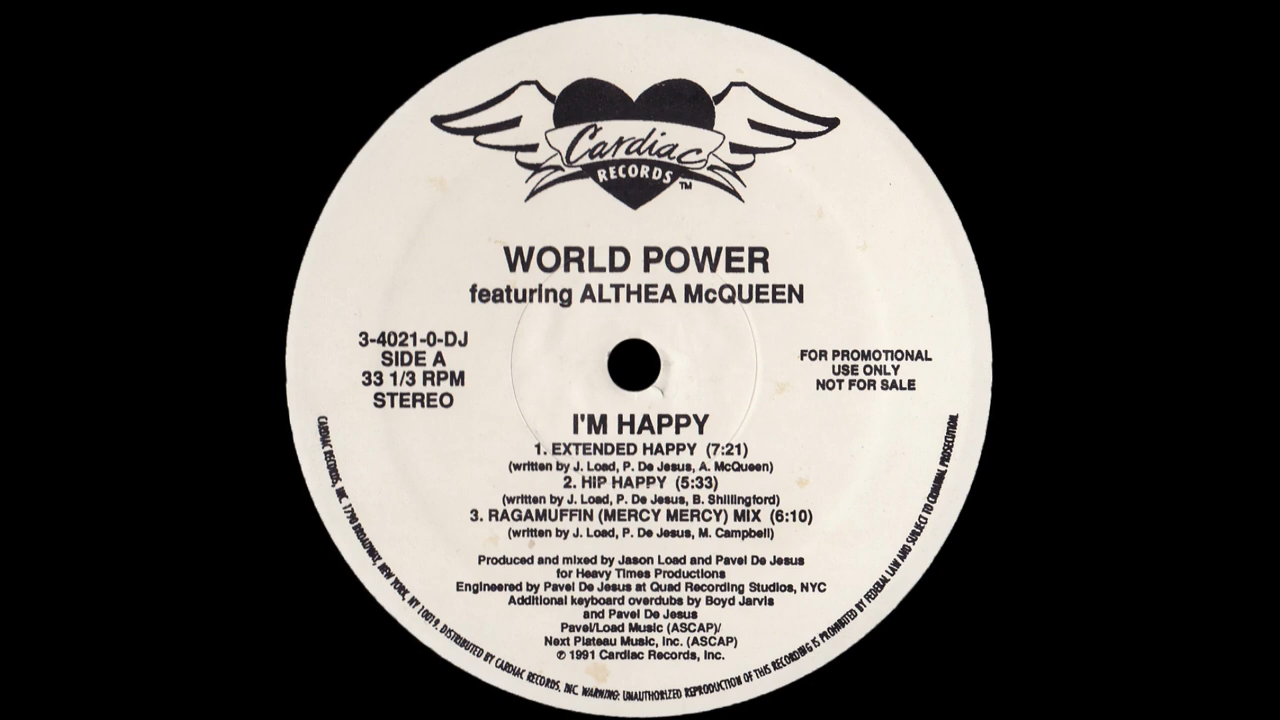 Cardiac
RECORDS™
WORLD POWER
featuring ALTHEA McQUEEN
3-4021-0-DJ
SIDE A
33 1/3 RPM
STEREO
FOR PROMOTIONAL
USE ONLY
NOT FOR SALE
I'M HAPPY
1. EXTENDED HAPPY (7:21)
(written by J. Load, P. De Jesus, A. McQueen)
2. HIP HAPPY (5:33)
(written by J. Load, P. De Jesus, B. Shillingford)
3. RAGAMUFFIN (MERCY MERCY) MIX (6:10)
(written by J. Load, P. De Jesus, M. Campbell)
Produced and mixed by Jason Load and Pavel De Jesus
for Heavy Times Productions
Engineered by Pavel De Jesus at Quad Recording Studios, NYC
Additional keyboard overdubs by Boyd Jarvis
and Pavel De Jesus
Pavel/Load Music (ASCAP)/
Next Plateau Music, Inc. (ASCAP)
℗ 1991 Cardiac Records, Inc.
CARDIAC RECORDS, INC. 1790 BROADWAY, NEW YORK, NY 10019. DISTRIBUTED BY CARDIAC RECORDS, INC. WARNING: UNAUTHORIZED REPRODUCTION OF THIS RECORDING IS PROHIBITED BY FEDERAL LAW AND SUBJECT TO CRIMINAL PROSECUTION.